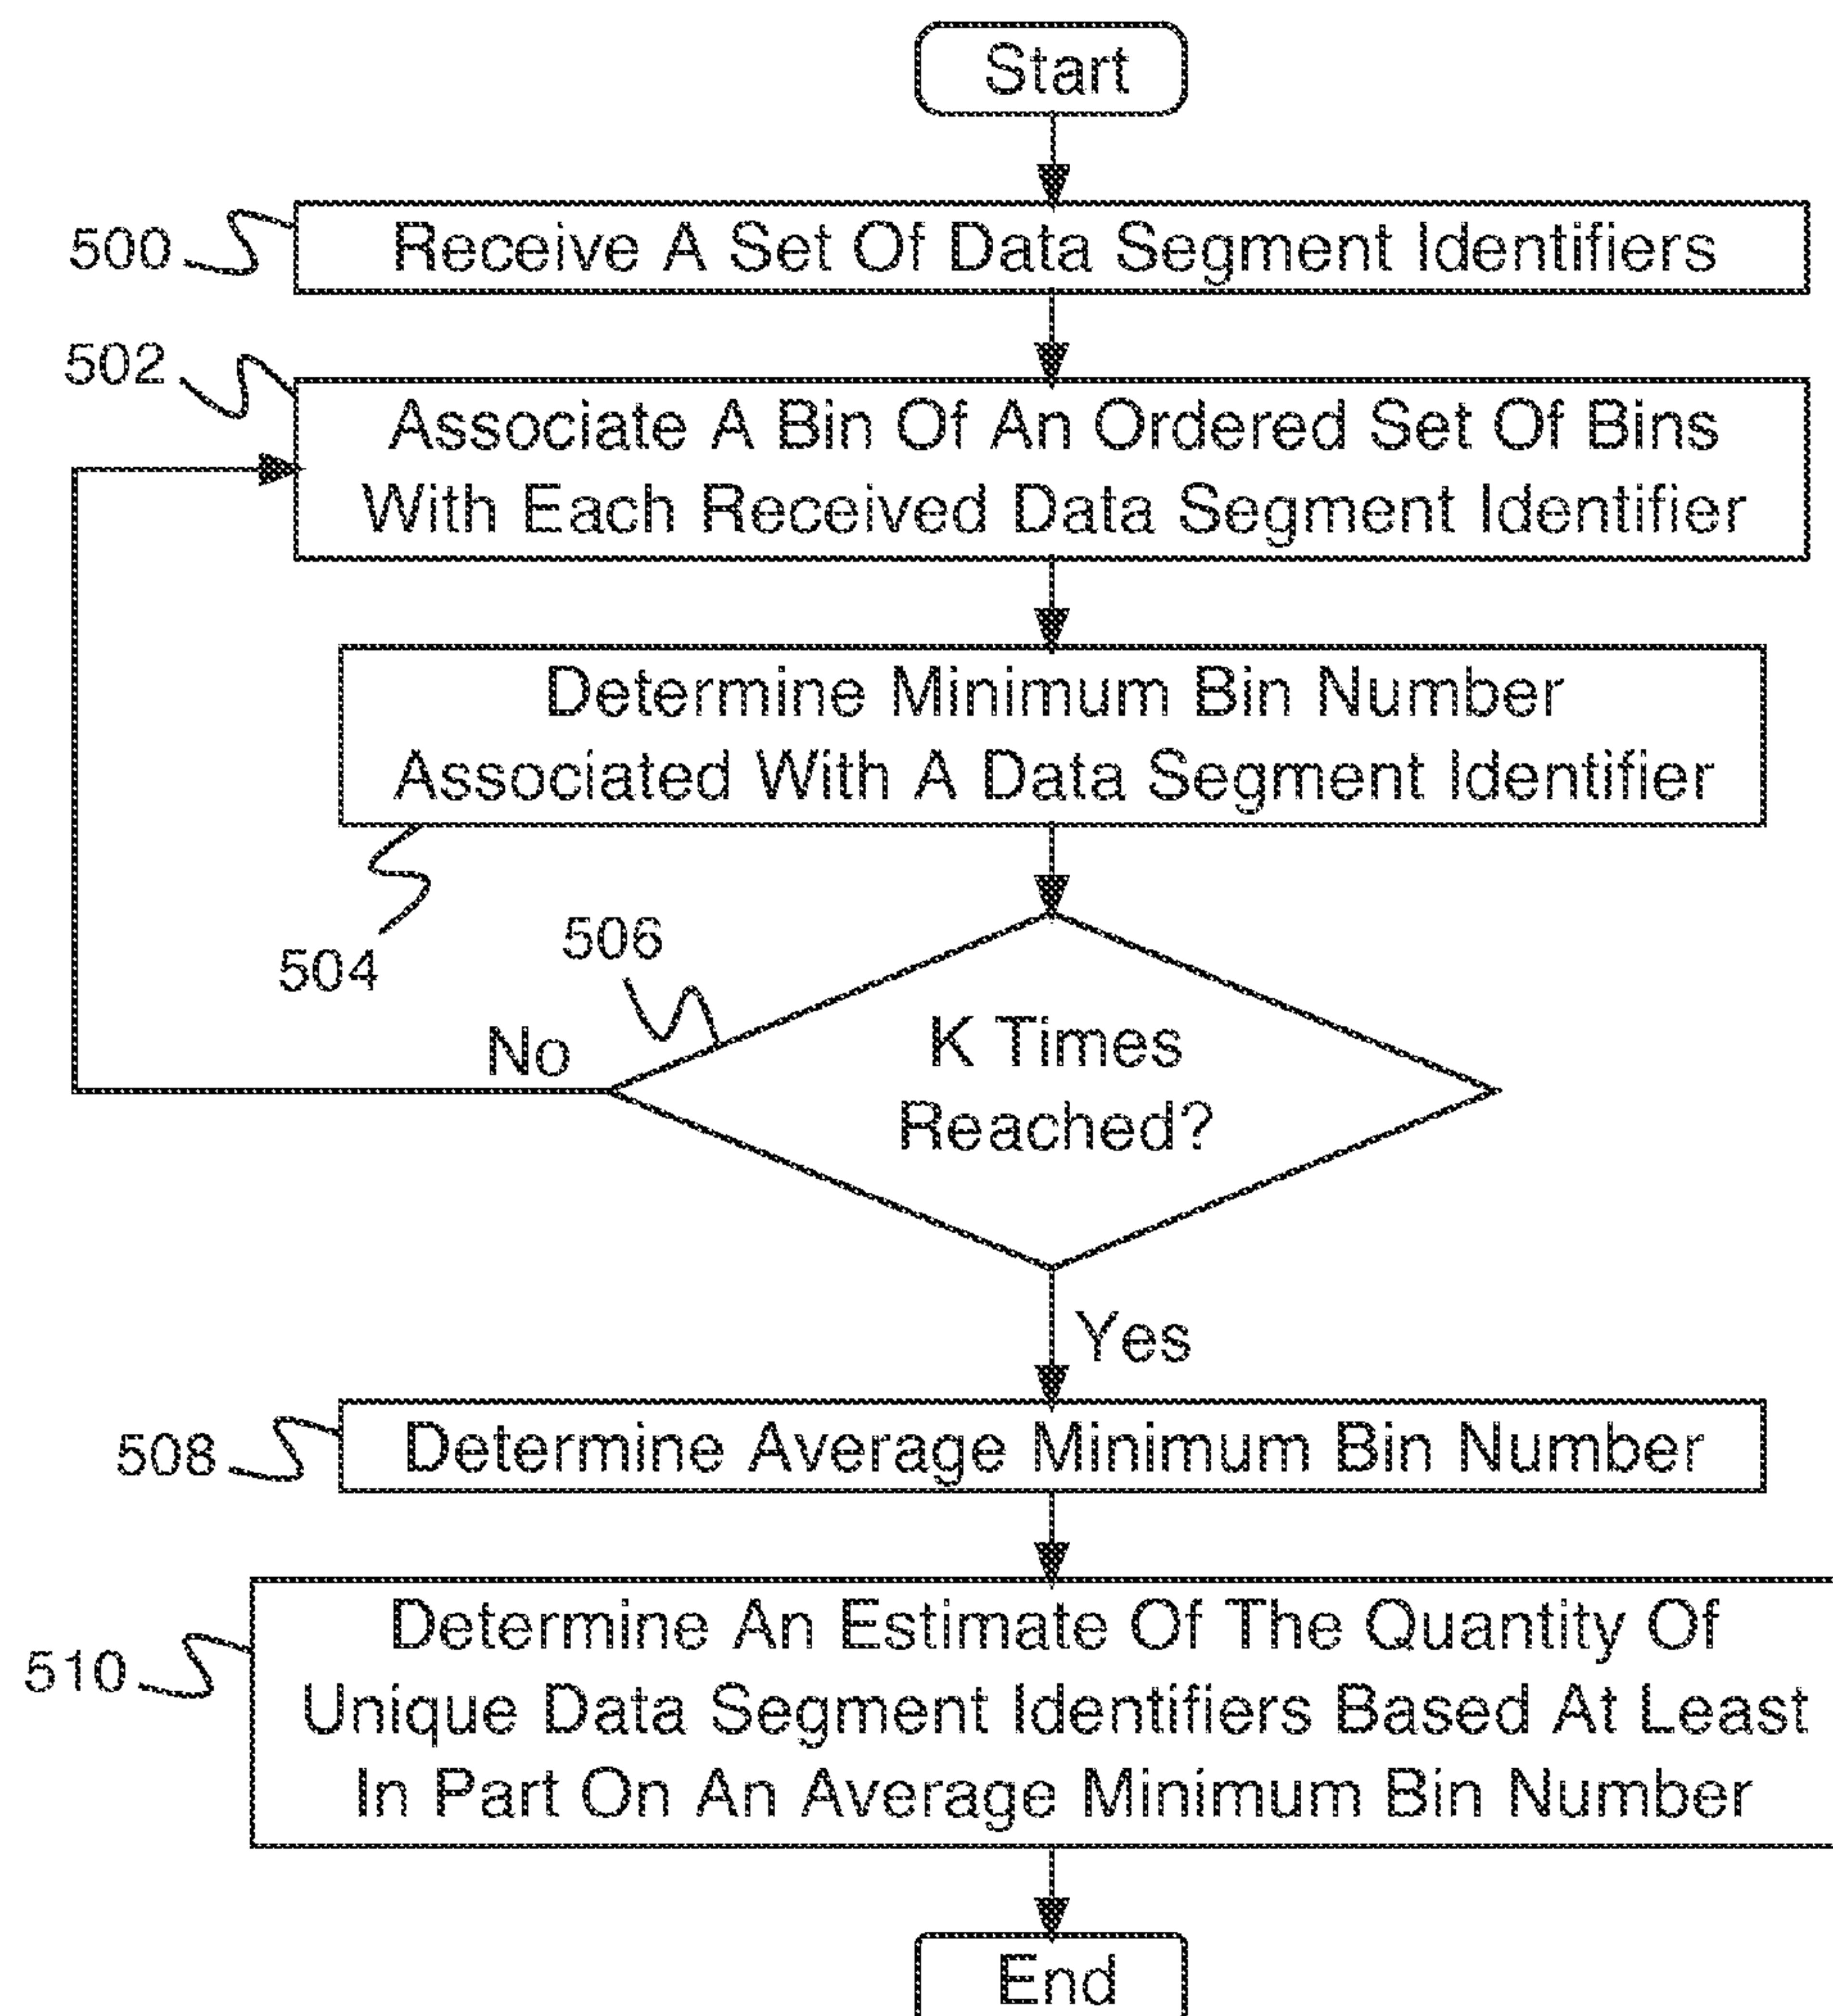 Start
500
Receive A Set Of Data Segment Identifiers
502
Associate A Bin Of An Ordered Set Of Bins
With Each Received Data Segment Identifier
Determine Minimum Bin Number
Associated With A Data Segment Identifier
504
506
No
K Times
Reached?
Yes
508
Determine Average Minimum Bin Number
510
Determine An Estimate Of The Quantity Of
Unique Data Segment Identifiers Based At Least
In Part On An Average Minimum Bin Number
End